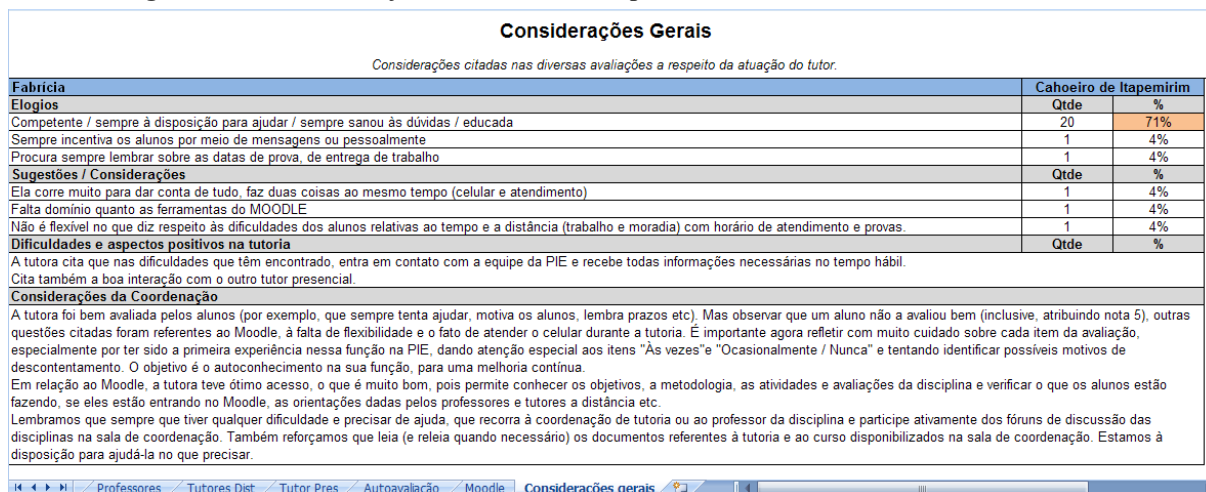 Considerações Gerais
Considerações citadas nas diversas avaliações a respeito da atuação do tutor.
Fabrícia Cahoeiro de Itapemirim
Elogios Qtde %
Competente / sempre à disposição para ajudar / sempre sanou às dúvidas / educada 20 71%
Sempre incentiva os alunos por meio de mensagens ou pessoalmente 1 4%
Procura sempre lembrar sobre as datas de prova, de entrega de trabalho 1 4%
Sugestões / Considerações Qtde %
Ela corre muito para dar conta de tudo, faz duas coisas ao mesmo tempo (celular e atendimento) 1 4%
Falta domínio quanto as ferramentas do MOODLE 1 4%
Não é flexível no que diz respeito às dificuldades dos alunos relativas ao tempo e a distância (trabalho e moradia) com horário de atendimento e provas. 1 4%
Dificuldades e aspectos positivos na tutoria Qtde %
A tutora cita que nas dificuldades que têm encontrado, entra em contato com a equipe da PIE e recebe todas informações necessárias no tempo hábil.
Cita também a boa interação com o outro tutor presencial.
Considerações da Coordenação
A tutora foi bem avaliada pelos alunos (por exemplo, que sempre tenta ajudar, motiva os alunos, lembra prazos etc). Mas observar que um aluno não a avaliou bem (inclusive, atribuindo nota 5), outras
questões citadas foram referentes ao Moodle, à falta de flexibilidade e o fato de atender o celular durante a tutoria. É importante agora refletir com muito cuidado sobre cada item da avaliação,
especialmente por ter sido a primeira experiência nessa função na PIE, dando atenção especial aos itens "Às vezes"e "Ocasionalmente / Nunca" e tentando identificar possíveis motivos de
descontentamento. O objetivo é o autoconhecimento na sua função, para uma melhoria contínua.
Em relação ao Moodle, a tutora teve ótimo acesso, o que é muito bom, pois permite conhecer os objetivos, a metodologia, as atividades e avaliações da disciplina e verificar o que os alunos estão
fazendo, se eles estão entrando no Moodle, as orientações dadas pelos professores e tutores a distância etc.
Lembramos que sempre que tiver qualquer dificuldade e precisar de ajuda, que recorra à coordenação de tutoria ou ao professor da disciplina e participe ativamente dos fóruns de discussão das
disciplinas na sala de coordenação. Também reforçamos que leia (e releia quando necessário) os documentos referentes à tutoria e ao curso disponibilizados na sala de coordenação. Estamos à
disposição para ajudá-la no que precisar.
Professores Tutores Dist Tutor Pres Autoavaliação Moodle Considerações gerais